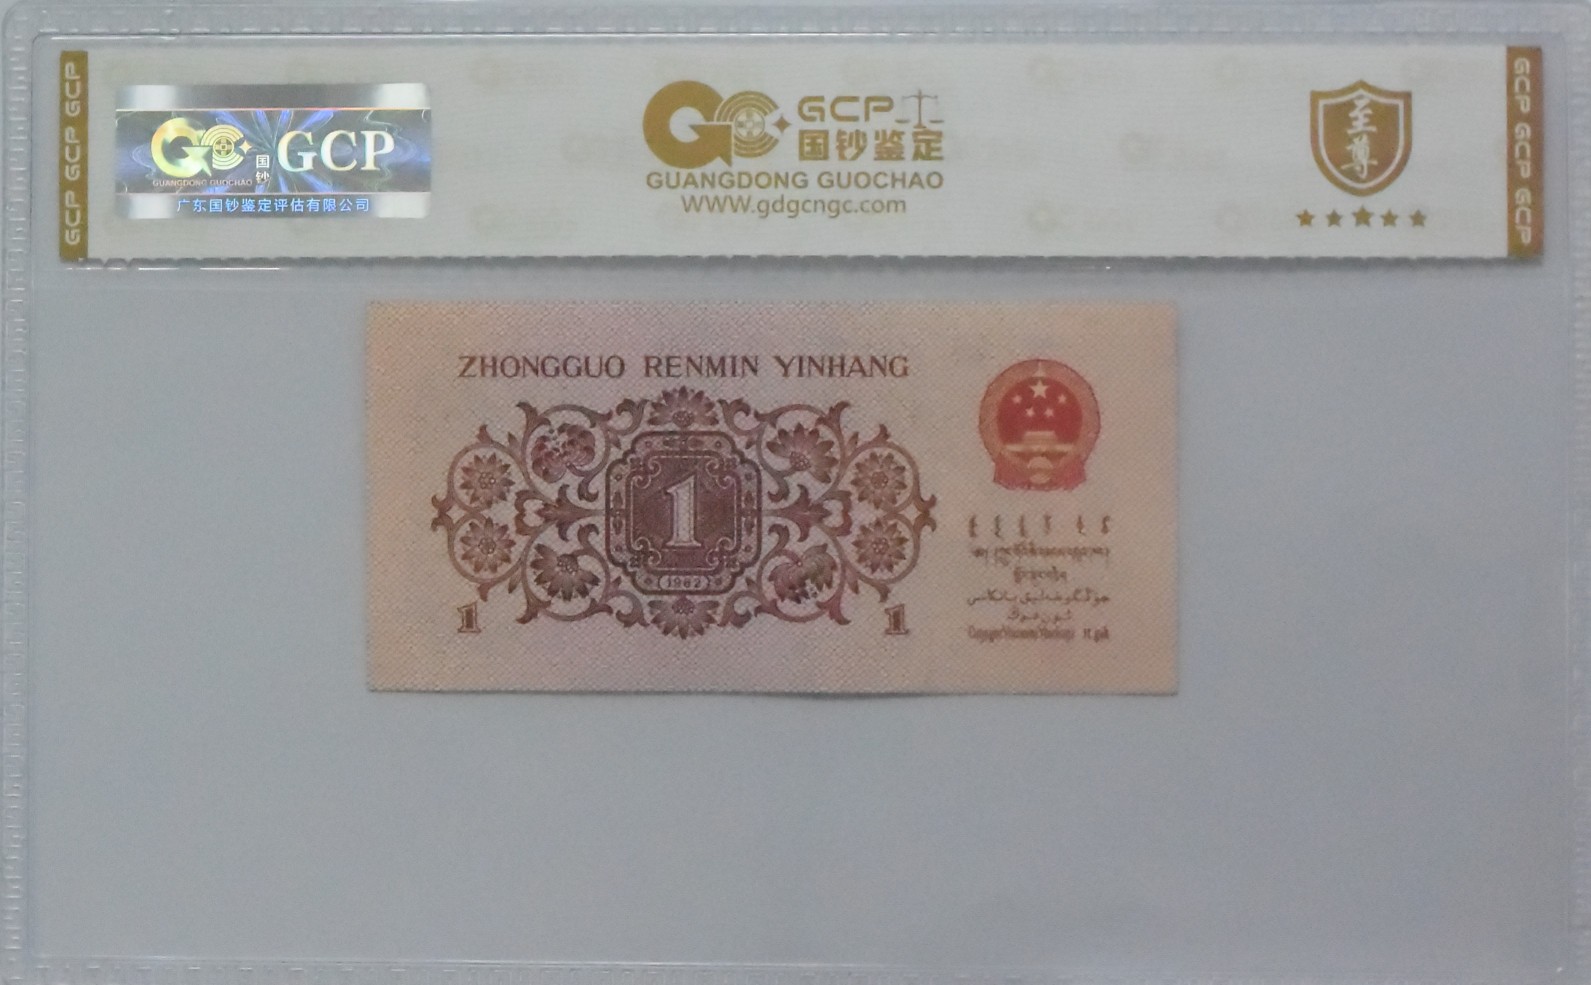 GCP GCP GCP
国钞
GCP
GUANGDONG GUOCHAO
广东国钞鉴定评估有限公司
GCP
国钞鉴定
GUANGDONG GUOCHAO
WWW.gdgcngc.com
至尊
GCP GCP GCP
ZHONGGUO RENMIN YINHANG
1
(1962)
1
1